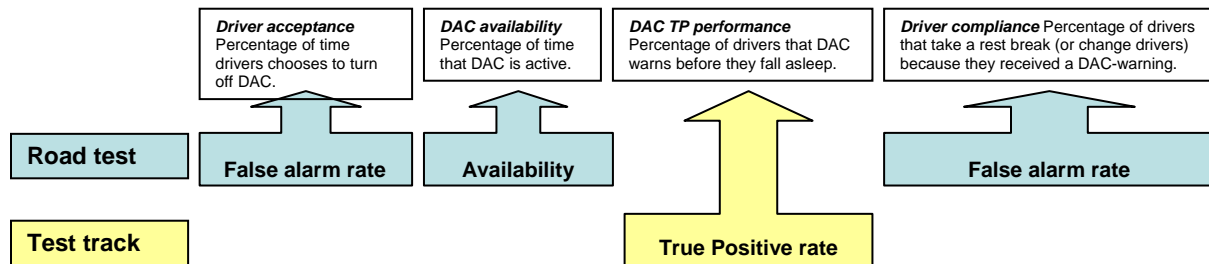 Driver acceptance
Percentage of time
drivers chooses to turn
off DAC.
DAC availability
Percentage of time
that DAC is active.
DAC TP performance
Percentage of drivers that DAC
warns before they fall asleep.
Driver compliance Percentage of drivers
that take a rest break (or change drivers)
because they received a DAC-warning.
Road test
False alarm rate
Availability
False alarm rate
Test track
True Positive rate